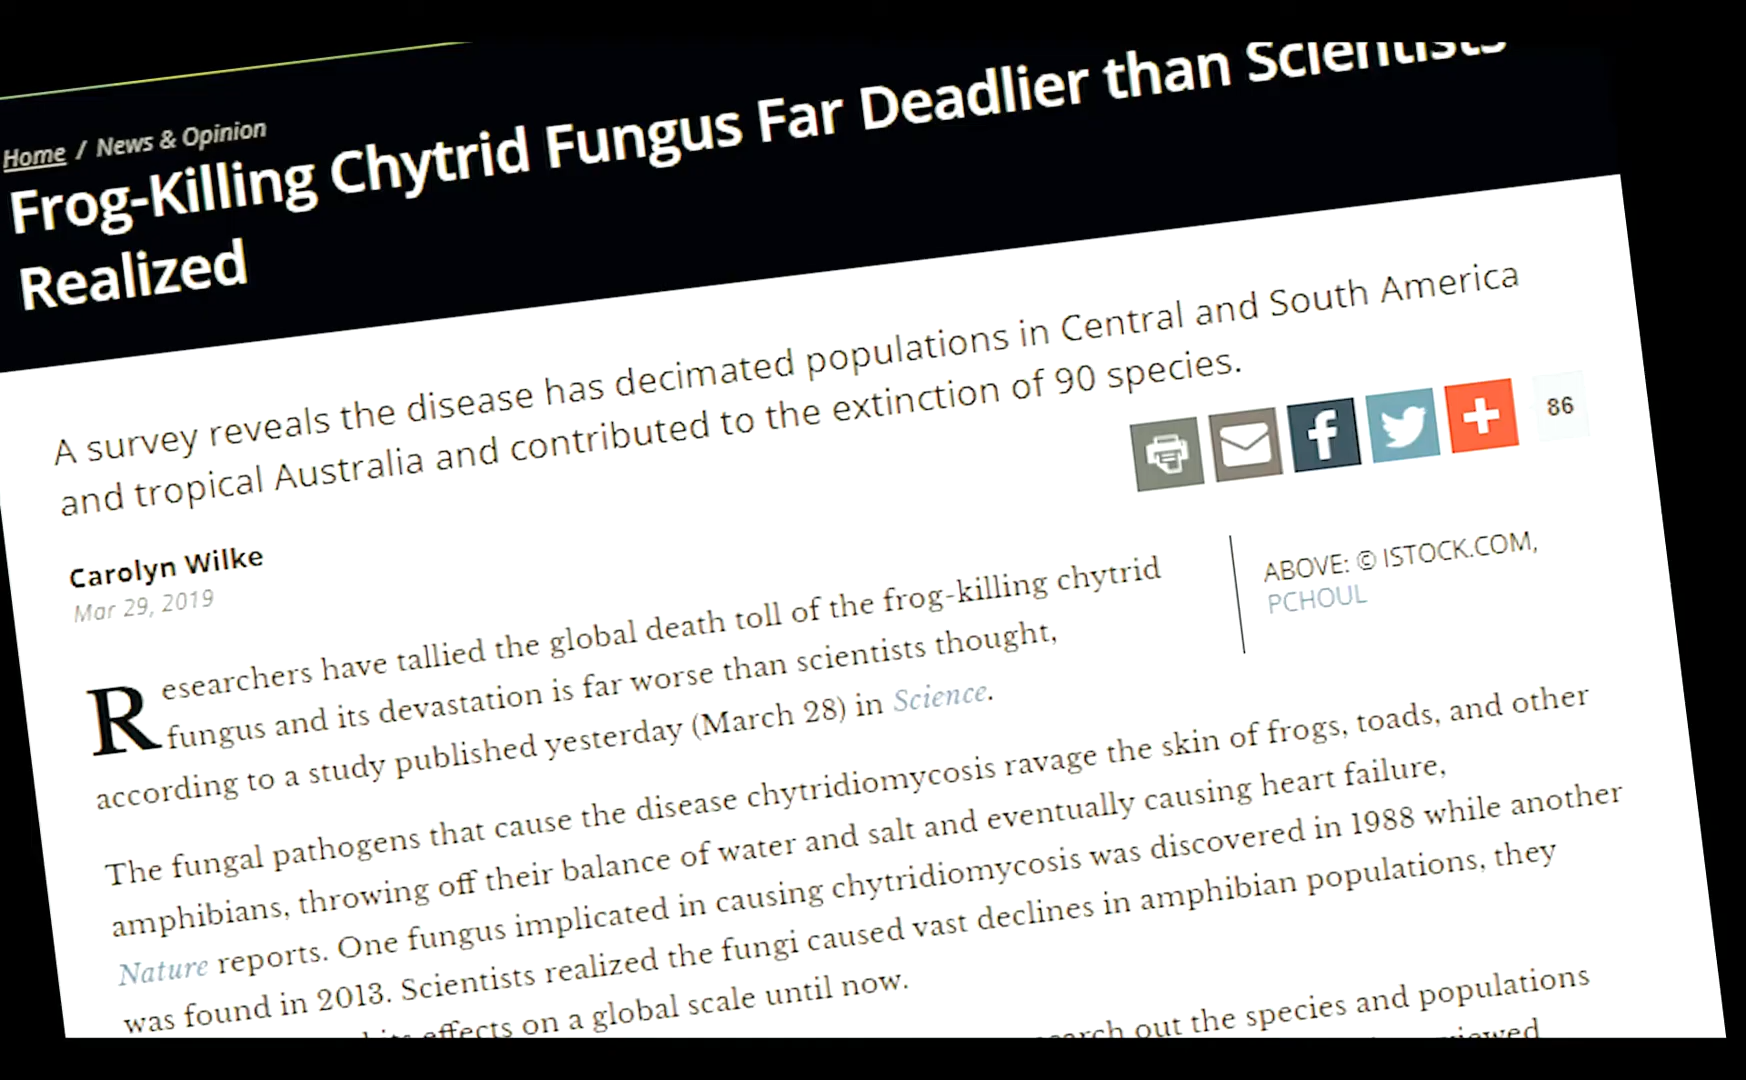 Home / News & Opinion
Frog-Killing Chytrid Fungus Far Deadlier than Scientists
Realized
A survey reveals the disease has decimated populations in Central and South America
and tropical Australia and contributed to the extinction of 90 species.
86
Carolyn Wilke
Mar 29, 2019
ABOVE: © ISTOCK.COM,
PCHOUL
Researchers have tallied the global death toll of the frog-killing chytrid
fungus and its devastation is far worse than scientists thought,
according to a study published yesterday (March 28) in Science.
The fungal pathogens that cause the disease chytridiomycosis ravage the skin of frogs, toads, and other
amphibians, throwing off their balance of water and salt and eventually causing heart failure,
Nature reports. One fungus implicated in causing chytridiomycosis was discovered in 1988 while another
was found in 2013. Scientists realized the fungi caused vast declines in amphibian populations, they
effects on a global scale until now.
out the species and populations